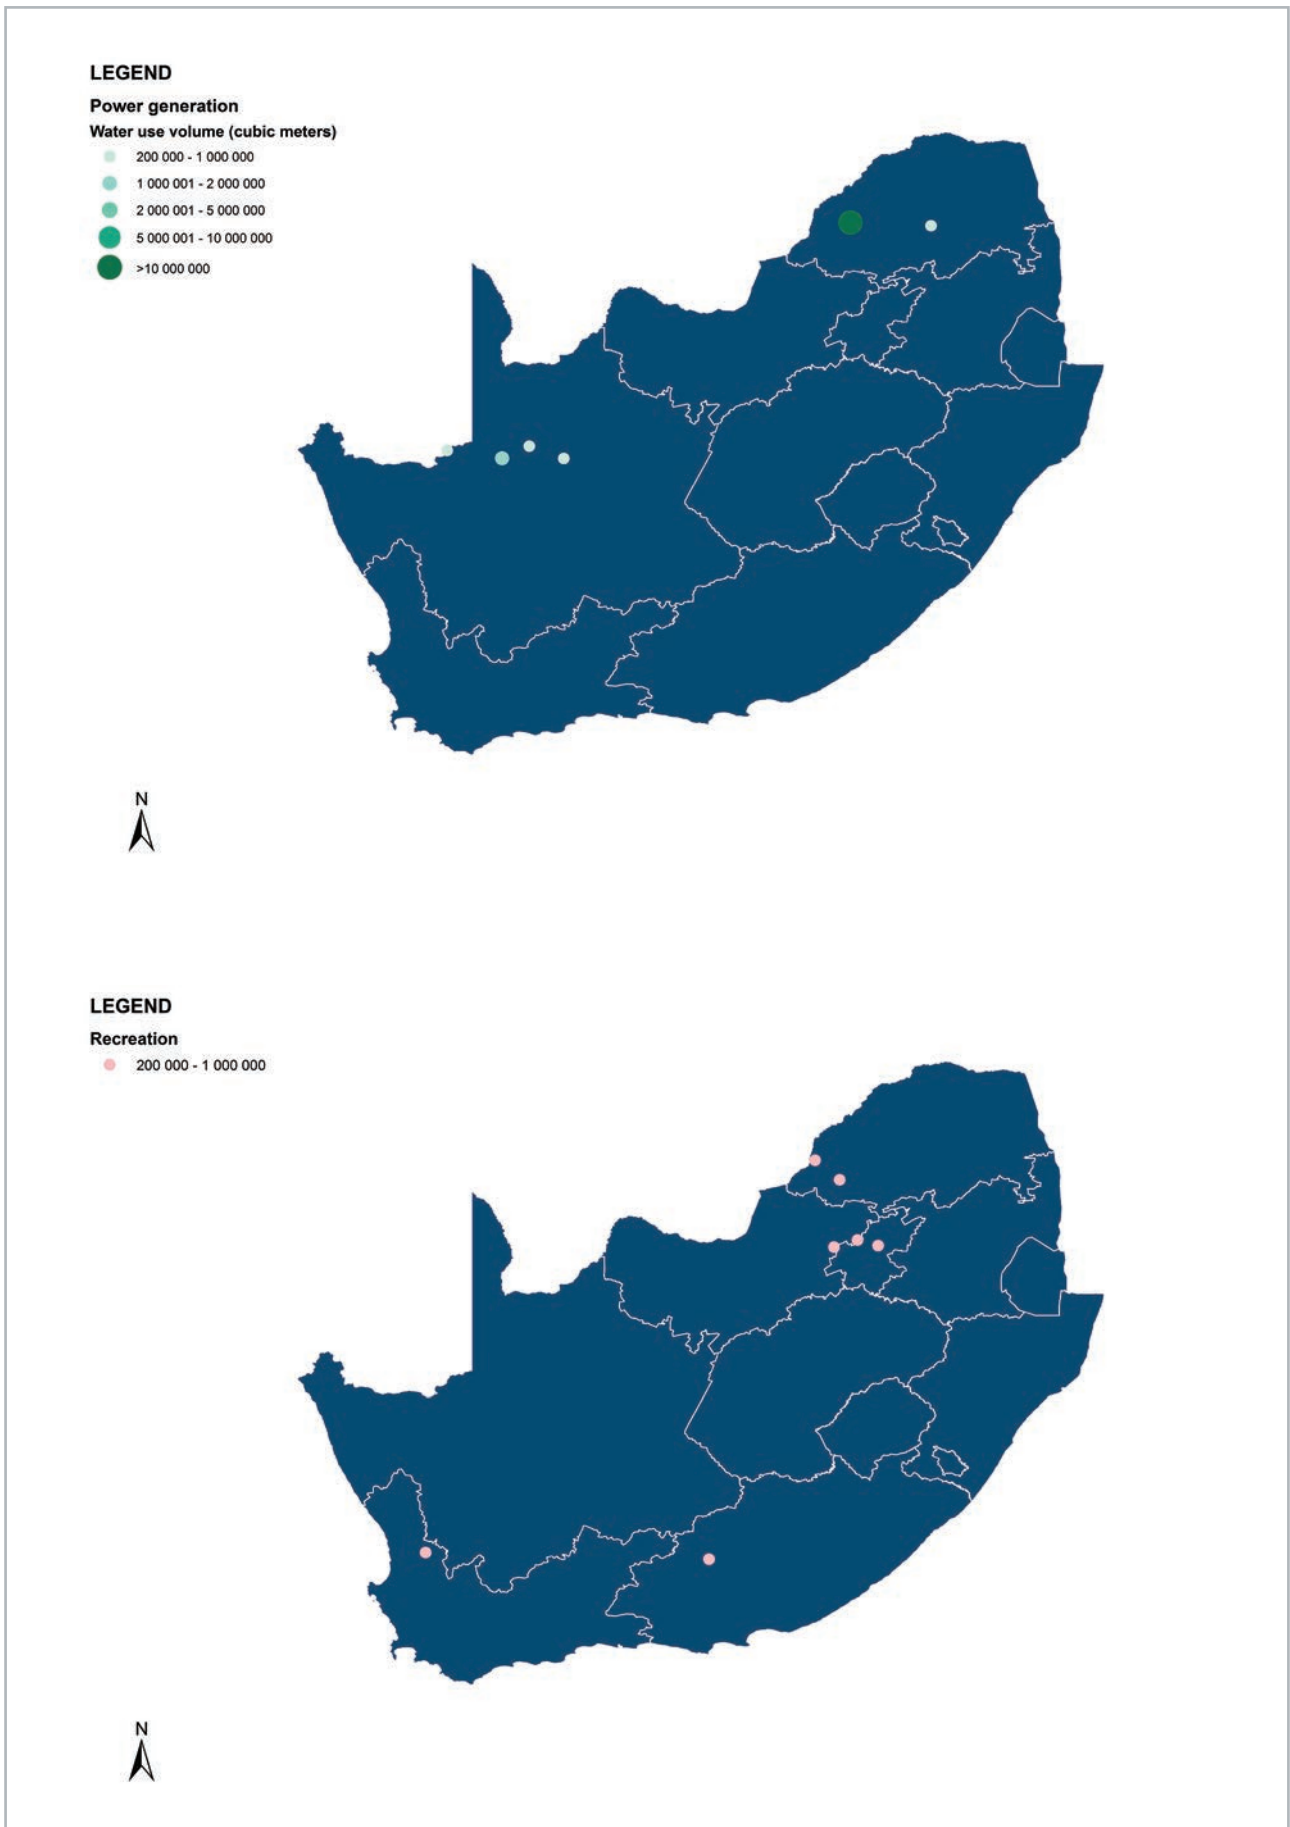 LEGEND
Power generation
Water use volume (cubic meters)
200 000 - 1 000 000
1 000 001 - 2 000 000
2 000 001 - 5 000 000
5 000 001 - 10 000 000
>10 000 000
N
LEGEND
Recreation
200 000 - 1 000 000
N